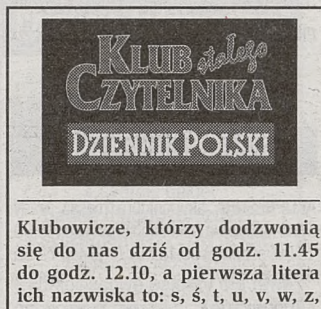 KLUB stałego
CZYTELNIKA
DZIENNIK POLSKI
Klubowicze, którzy dodzwonią
się do nas dziś od godz. 11.45
do godz. 12.10, a pierwsza litera
ich nazwiska to: s, ś, t, u, v, w, z,